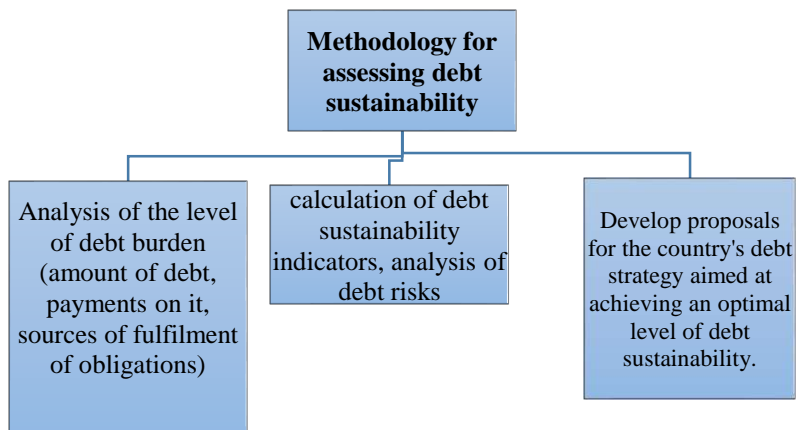 Methodology for
assessing debt
sustainability
Analysis of the level
of debt burden
(amount of debt,
payments on it,
sources of fulfilment
of obligations)
calculation of debt
sustainability
indicators, analysis of
debt risks
Develop proposals
for the country's debt
strategy aimed at
achieving an optimal
level of debt
sustainability.